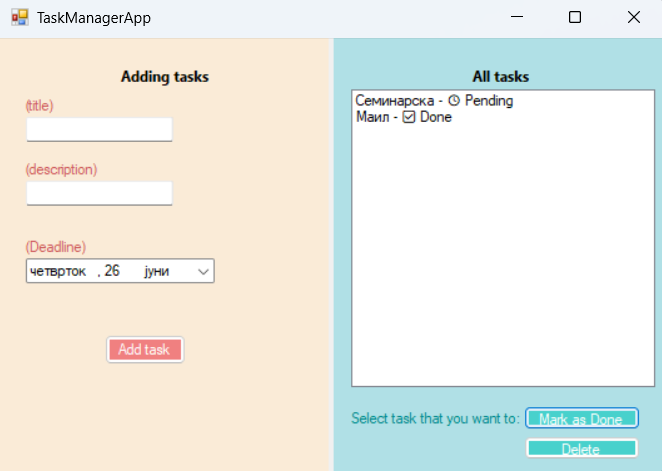 TaskManagerApp
Adding tasks
(title)
(description)
(Deadline)
четврток , 26 јуни
Add task
All tasks
Семинарска - 🕓 Pending
Маил - ☑ Done
Select task that you want to:
Mark as Done
Delete